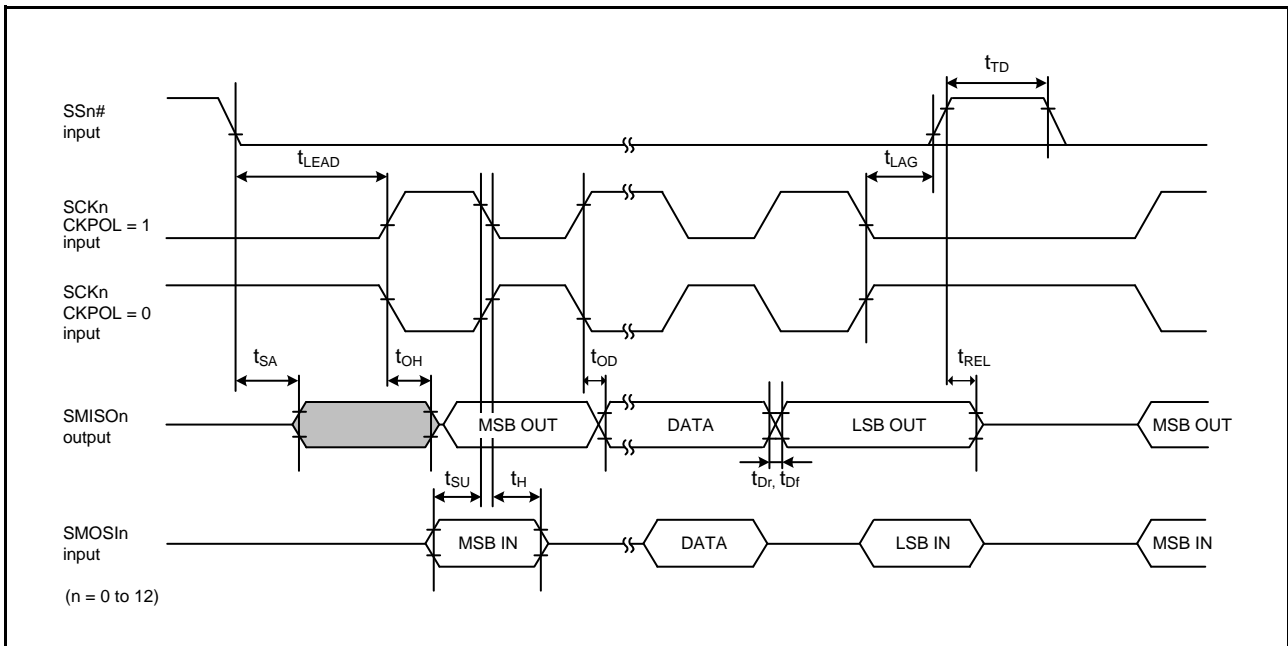 tTD
SSn#
input
tLEAD
tLAG
SCKn
CKPOL = 1
input
SCKn
CKPOL = 0
input
tSA
tOH
tOD
tREL
SMISOn
output
MSB OUT
DATA
LSB OUT
MSB OUT
tSU
tH
tDr, tDf
SMOSIn
input
MSB IN
DATA
LSB IN
MSB IN
(n = 0 to 12)